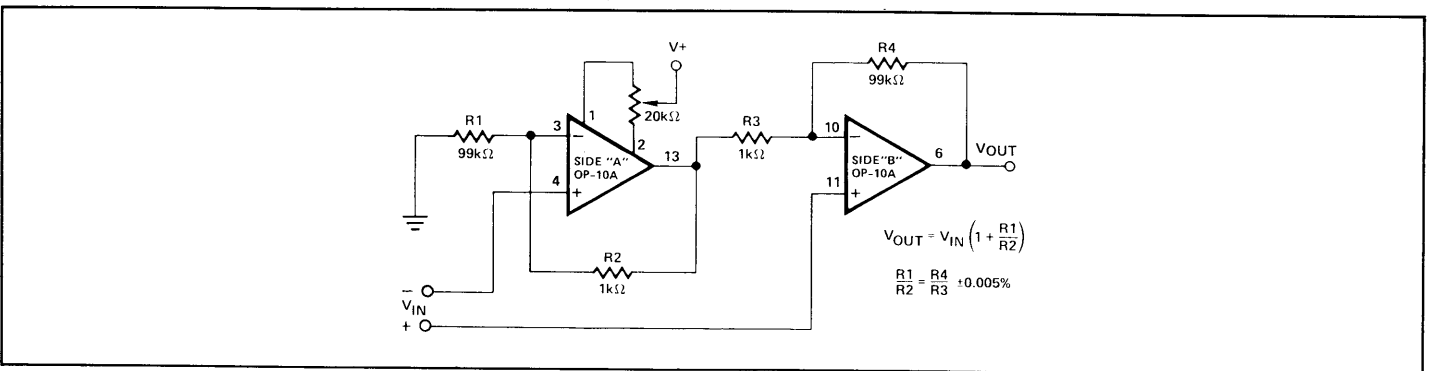 V+
R4
99kΩ
1
20kΩ
2
R1
99kΩ
3
−
SIDE "A"
OP-10A
4
+
13
R3
1kΩ
10
−
SIDE "B"
OP-10A
11
+
6
VOUT
R2
1kΩ
VOUT = VIN (1 + R1/R2)
R1/R2 = R4/R3 ±0.005%
−
VIN
+